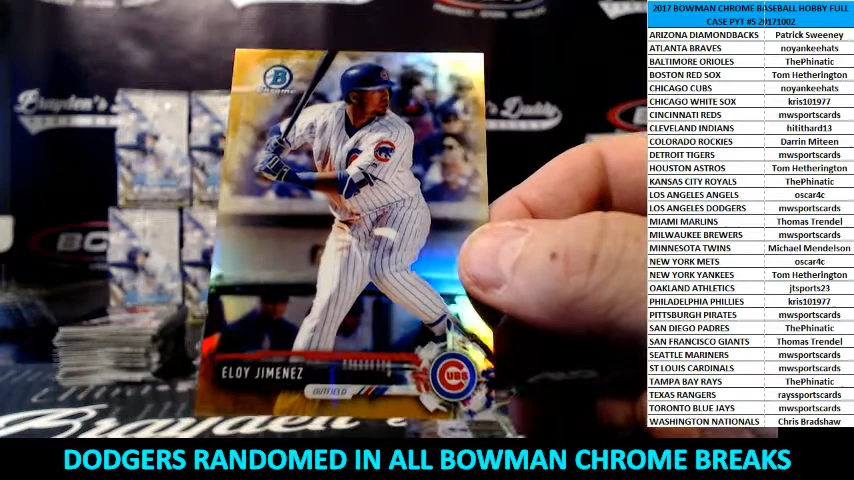 2017 BOWMAN CHROME BASEBALL HOBBY FULL
CASE PYT #5 20171002
ARIZONA DIAMONDBACKS Patrick Sweeney
ATLANTA BRAVES noyankeehats
BALTIMORE ORIOLES ThePhinatic
BOSTON RED SOX Tom Hetherington
CHICAGO CUBS noyankeehats
CHICAGO WHITE SOX kris101977
CINCINNATI REDS mwsportscards
CLEVELAND INDIANS hitithard13
COLORADO ROCKIES Darrin Miteen
DETROIT TIGERS mwsportscards
HOUSTON ASTROS Tom Hetherington
KANSAS CITY ROYALS ThePhinatic
LOS ANGELES ANGELS oscar4c
LOS ANGELES DODGERS mwsportscards
MIAMI MARLINS Thomas Trendel
MILWAUKEE BREWERS mwsportscards
MINNESOTA TWINS Michael Mendelson
NEW YORK METS oscar4c
NEW YORK YANKEES Tom Hetherington
OAKLAND ATHLETICS jtsports23
PHILADELPHIA PHILLIES kris101977
PITTSBURGH PIRATES mwsportscards
SAN DIEGO PADRES ThePhinatic
SAN FRANCISCO GIANTS Thomas Trendel
SEATTLE MARINERS mwsportscards
ST LOUIS CARDINALS mwsportscards
TAMPA BAY RAYS ThePhinatic
TEXAS RANGERS rayssportscards
TORONTO BLUE JAYS mwsportscards
WASHINGTON NATIONALS Chris Bradshaw
B
Chrome
ELOY JIMENEZ
OUTFIELD
CUBS
DODGERS RANDOMED IN ALL BOWMAN CHROME BREAKS